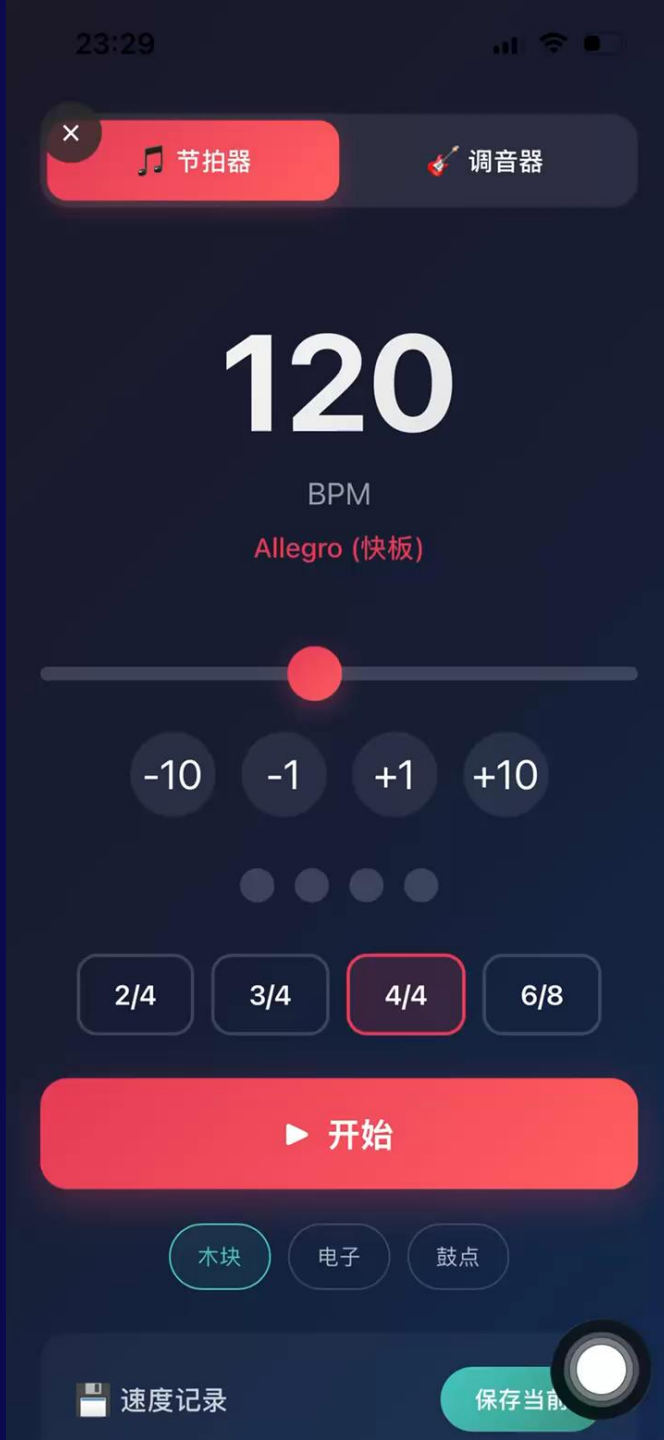 23:29
节拍器 调音器
120
BPM
Allegro (快板)
-10 -1 +1 +10
2/4 3/4 4/4 6/8
开始
木块 电子 鼓点
速度记录 保存当前